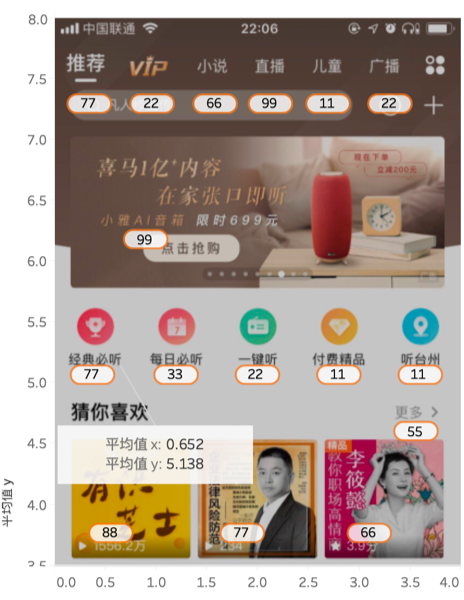 8.0
中国联通 22:06
7.5
推荐 VIP 小说 直播 儿童 广播
77 凡人 22 66 99 11 22
7.0
喜马1亿+内容
在家张口即听
小雅AI音箱 限时699元
现在下单
立减200元
6.5
99
点击抢购
6.0
5.5
经典必听 每日必听 一键听 付费精品 听台州
77 33 22 11 11
5.0
猜你喜欢 更多 >
55
4.5
平均值 x: 0.652
平均值 y: 5.138
精品
李筱懿
教你职场高情
律风险防范
有你
芝士
平均值 y
4.0
88 77 66
1556.2万 234 3.9分
3.5
0.0 0.5 1.0 1.5 2.0 2.5 3.0 3.5 4.0